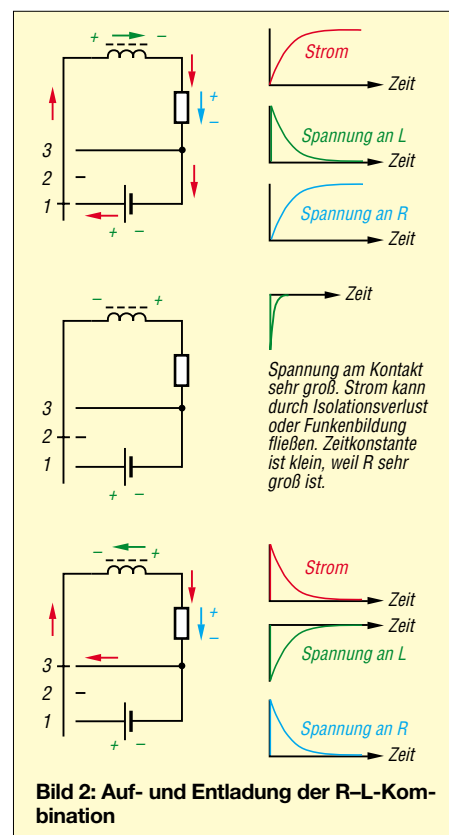 + −
Strom
Zeit
+
−
Spannung an L
3
Zeit
2
Spannung an R
1
+ −
Zeit
− +
Zeit
Spannung am Kontakt
sehr groß. Strom kann
durch Isolationsverlust
oder Funkenbildung
fließen. Zeitkonstante
ist klein, weil R sehr
groß ist.
3
2
1
+ −
− +
Strom
Zeit
+
−
3
Spannung an L
2
Zeit
1
+ −
Spannung an R
Zeit
Bild 2: Auf- und Entladung der R–L-Kom-
bination